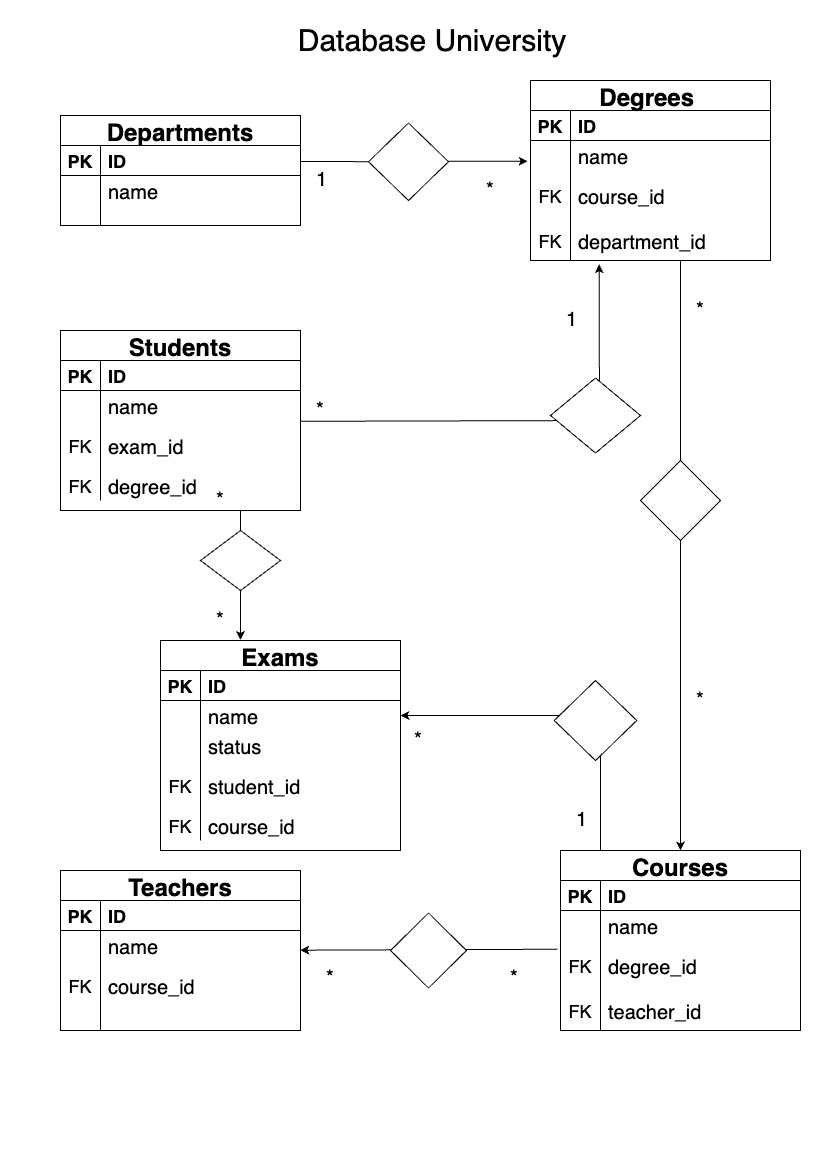 Database University
Departments
PK ID
name
1
*
Degrees
PK ID
name
FK course_id
FK department_id
1
*
Students
PK ID
name
FK exam_id
FK degree_id
*
*
*
Exams
PK ID
name
status
FK student_id
FK course_id
*
1
*
Teachers
PK ID
name
FK course_id
*
*
Courses
PK ID
name
FK degree_id
FK teacher_id